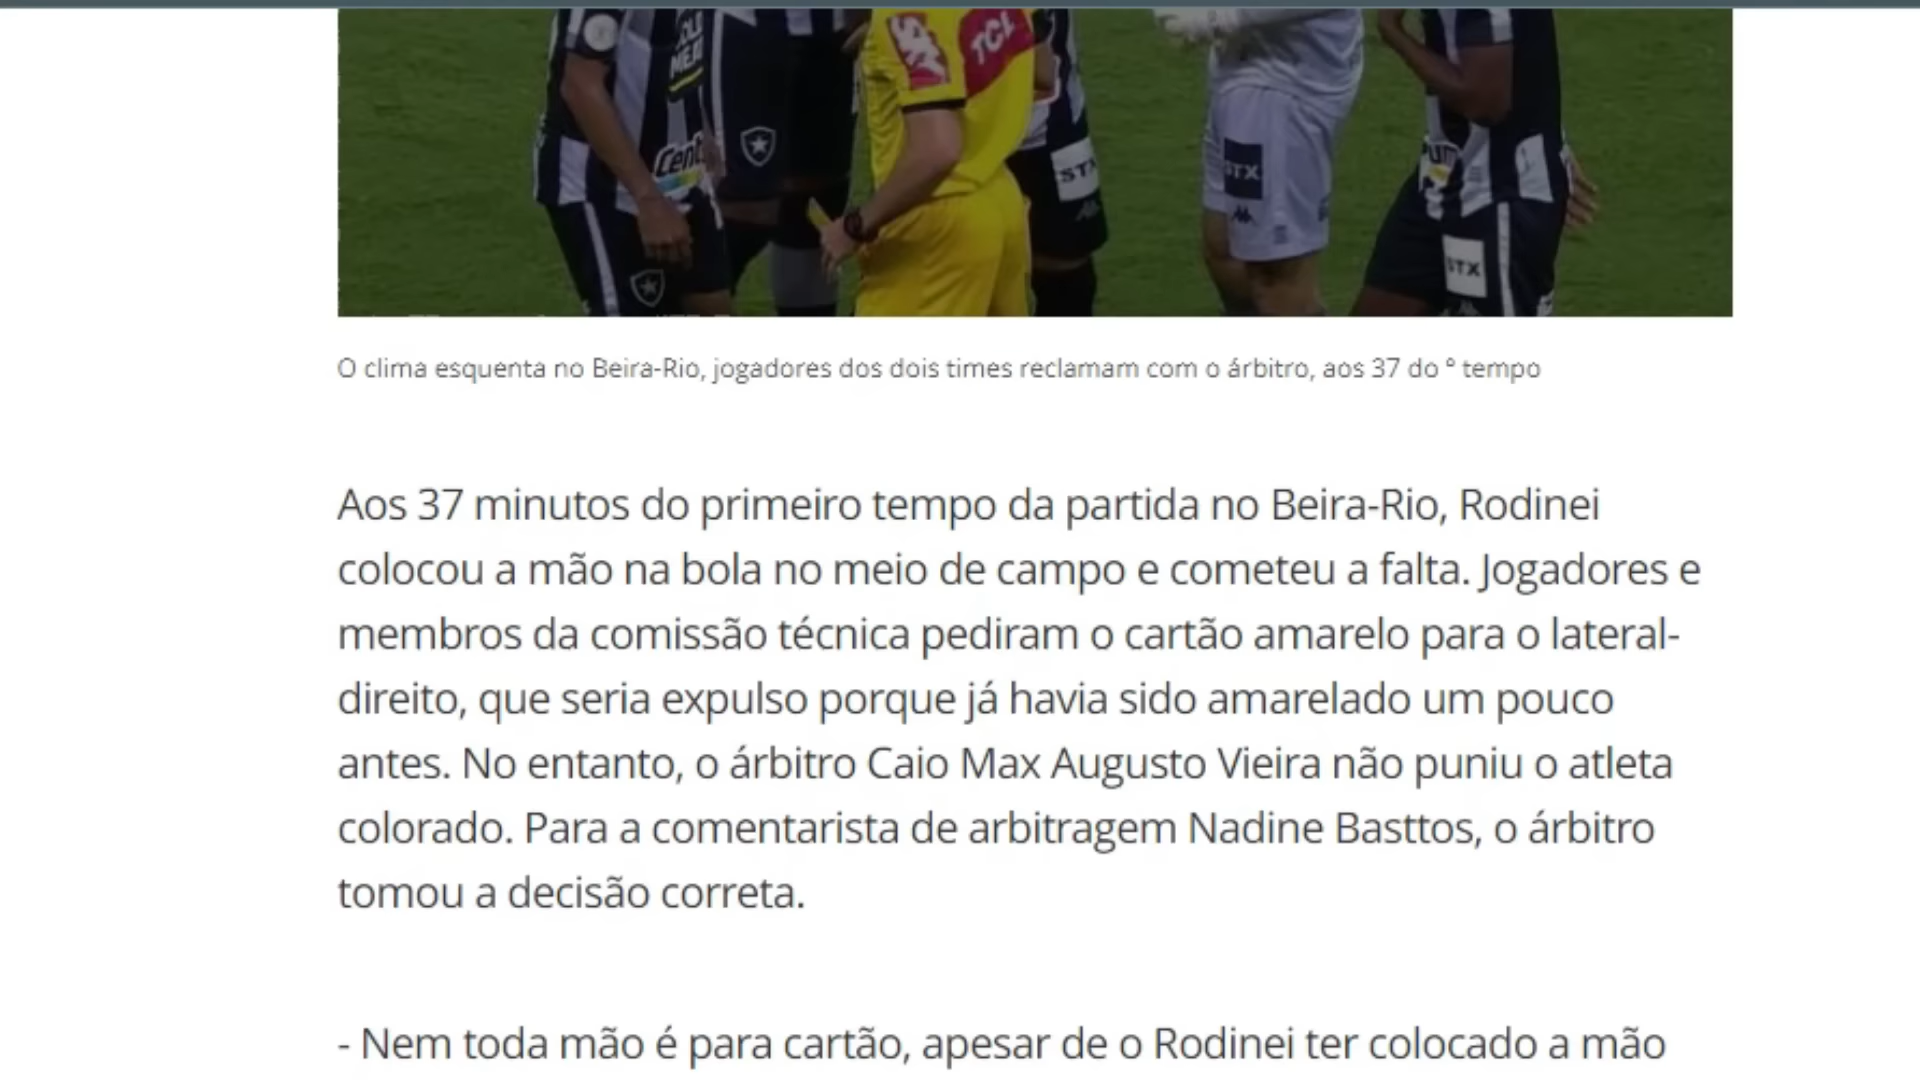 TCL
STX
STX
STX
O clima esquenta no Beira-Rio, jogadores dos dois times reclamam com o árbitro, aos 37 do º tempo
Aos 37 minutos do primeiro tempo da partida no Beira-Rio, Rodinei
colocou a mão na bola no meio de campo e cometeu a falta. Jogadores e
membros da comissão técnica pediram o cartão amarelo para o lateral-
direito, que seria expulso porque já havia sido amarelado um pouco
antes. No entanto, o árbitro Caio Max Augusto Vieira não puniu o atleta
colorado. Para a comentarista de arbitragem Nadine Basttos, o árbitro
tomou a decisão correta.
- Nem toda mão é para cartão, apesar de o Rodinei ter colocado a mão